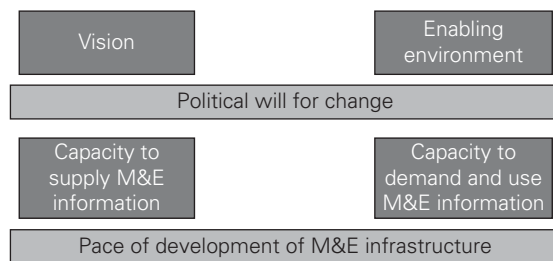 Vision
Enabling
environment
Political will for change
Capacity to
supply M&E
information
Capacity to
demand and use
M&E information
Pace of development of M&E infrastructure